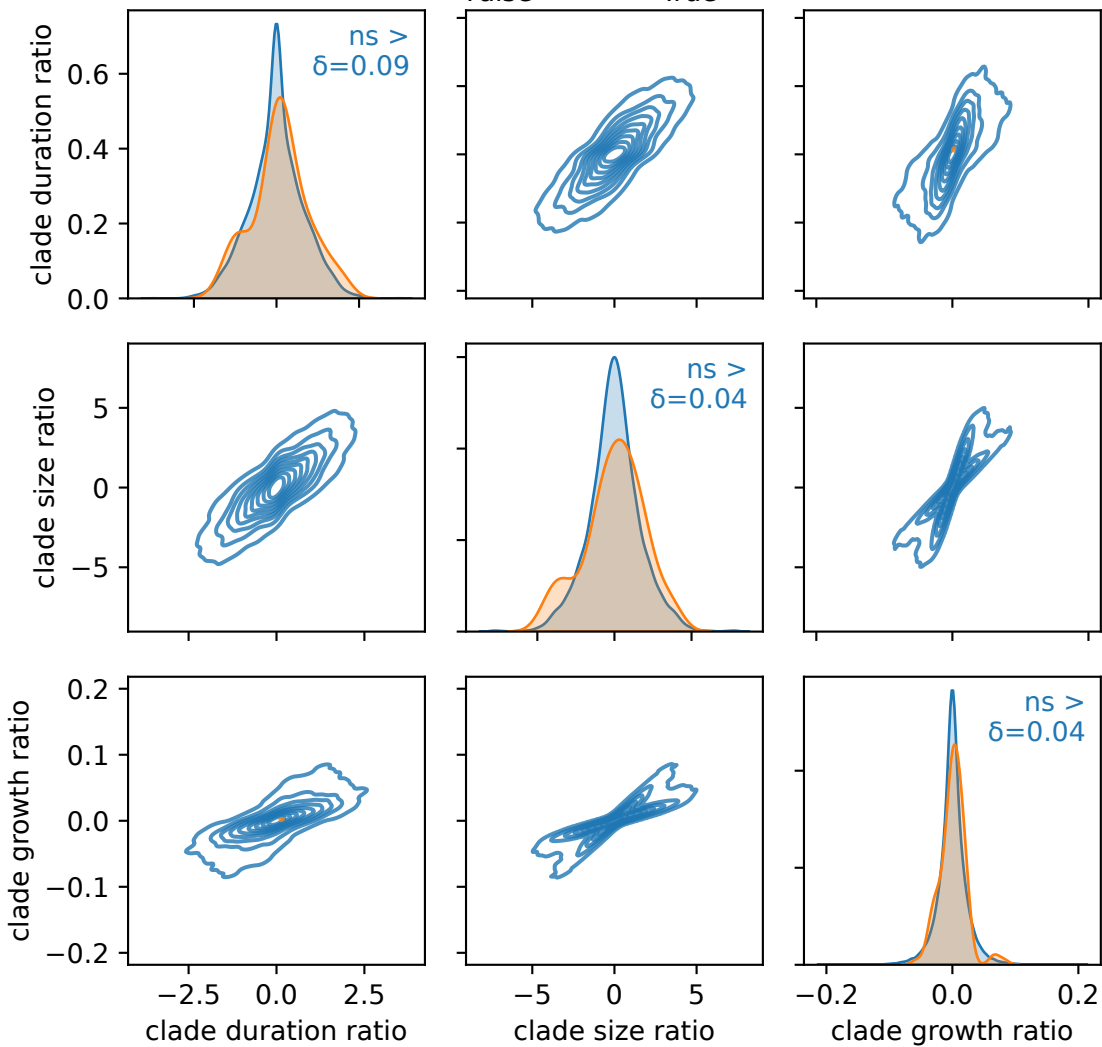 False True
clade duration ratio
0.6
0.4
0.2
0.0
ns >
δ=0.09
clade size ratio
5
0
−5
ns >
δ=0.04
clade growth ratio
0.2
0.1
0.0
−0.1
−0.2
ns >
δ=0.04
−2.5 0.0 2.5
−5 0 5
−0.2 0.0 0.2
clade duration ratio
clade size ratio
clade growth ratio